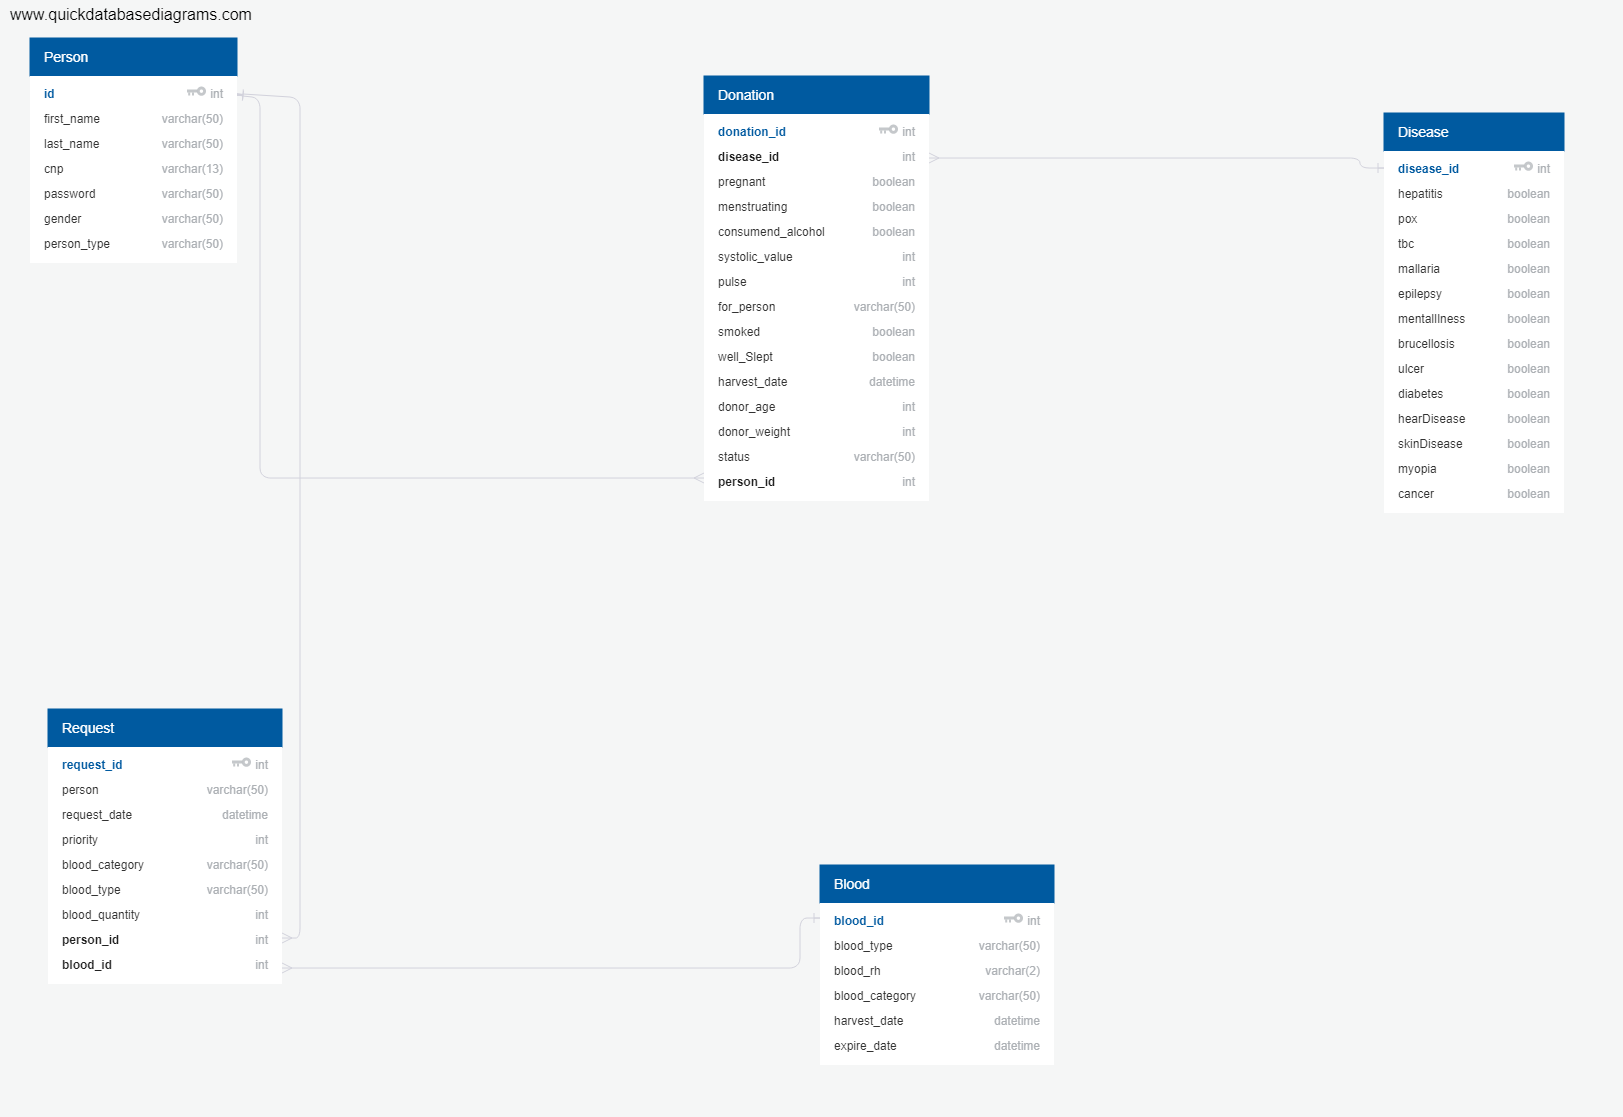 www.quickdatabasediagrams.com
Person
id int
first_name varchar(50)
last_name varchar(50)
cnp varchar(13)
password varchar(50)
gender varchar(50)
person_type varchar(50)
Donation
donation_id int
disease_id int
pregnant boolean
menstruating boolean
consumend_alcohol boolean
systolic_value int
pulse int
for_person varchar(50)
smoked boolean
well_Slept boolean
harvest_date datetime
donor_age int
donor_weight int
status varchar(50)
person_id int
Disease
disease_id int
hepatitis boolean
pox boolean
tbc boolean
mallaria boolean
epilepsy boolean
mentalIlness boolean
brucellosis boolean
ulcer boolean
diabetes boolean
hearDisease boolean
skinDisease boolean
myopia boolean
cancer boolean
Request
request_id int
person varchar(50)
request_date datetime
priority int
blood_category varchar(50)
blood_type varchar(50)
blood_quantity int
person_id int
blood_id int
Blood
blood_id int
blood_type varchar(50)
blood_rh varchar(2)
blood_category varchar(50)
harvest_date datetime
expire_date datetime